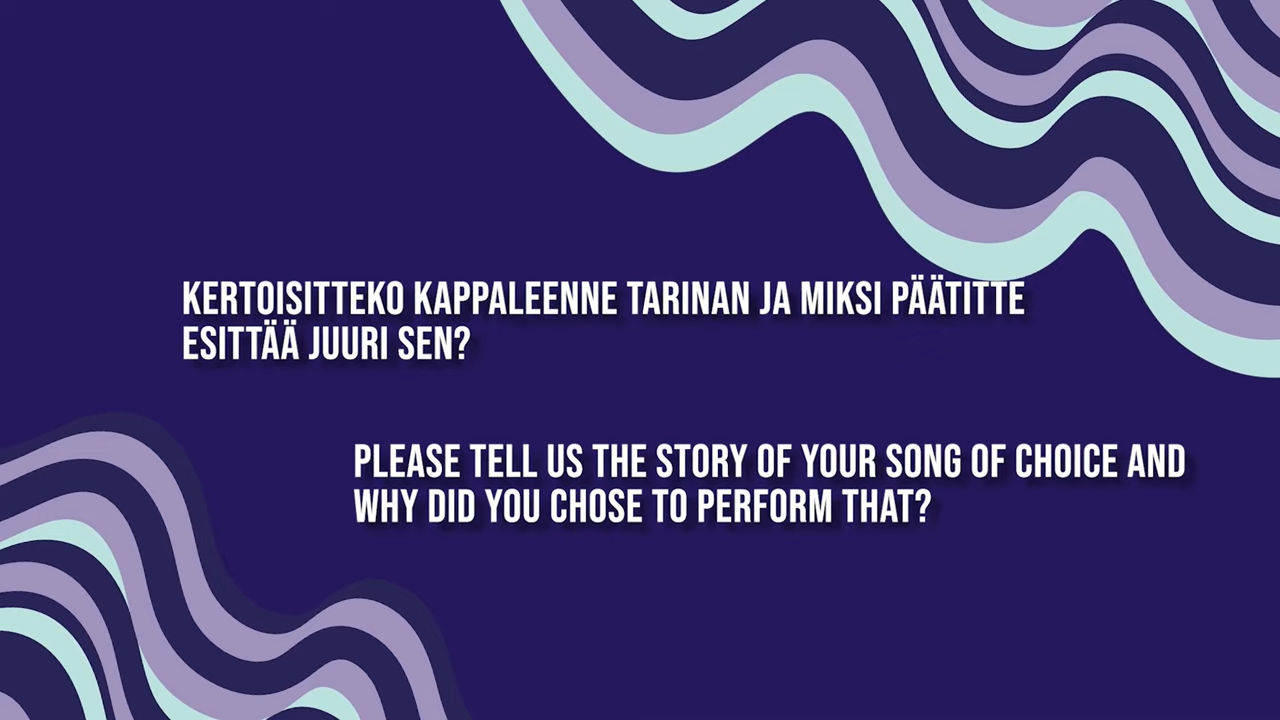 KERTOISITTEKO KAPPALEENNE TARINAN JA MIKSI PÄÄTITTE
ESITTÄÄ JUURI SEN?
PLEASE TELL US THE STORY OF YOUR SONG OF CHOICE AND
WHY DID YOU CHOSE TO PERFORM THAT?